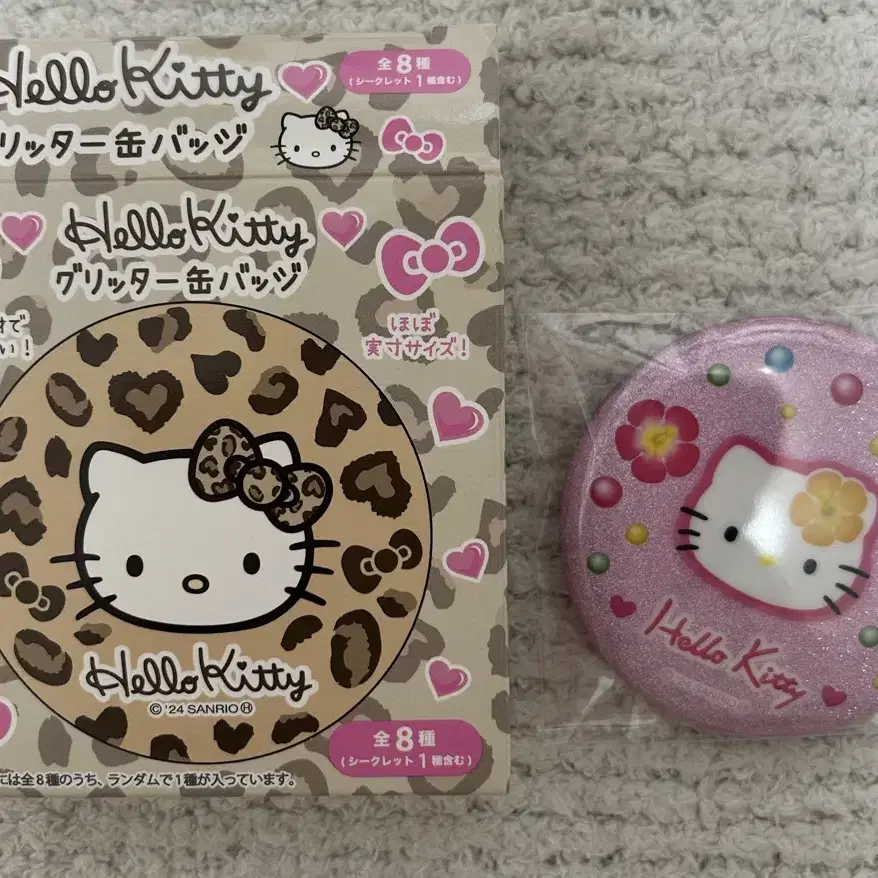 Hello Kitty
全8種
(シークレット1種含む)
リッター缶バッジ
Hello Kitty
グリッター缶バッジ
で
い!
ほぼ
実寸サイズ!
Hello Kitty
© '24 SANRIO Ⓗ
全8種
(シークレット1種含む)
には全8種のうち、ランダムで1種が入っています。
Hello Kitty